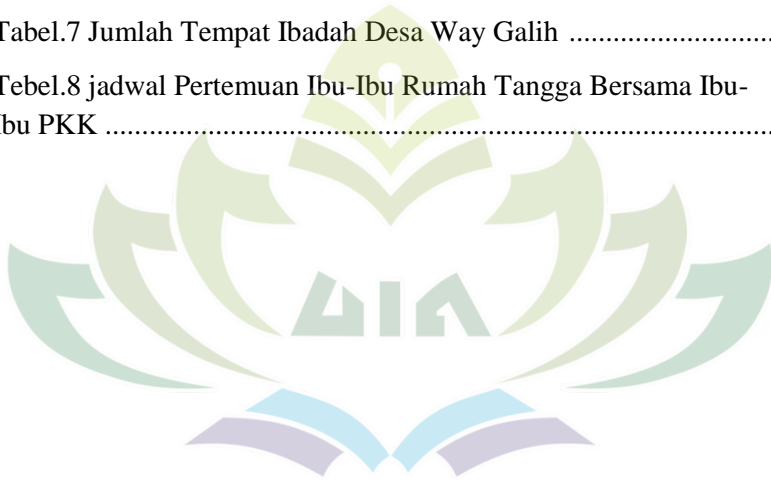 Tabel.7 Jumlah Tempat Ibadah Desa Way Galih ............................
Tebel.8 jadwal Pertemuan Ibu-Ibu Rumah Tangga Bersama Ibu-
Ibu PKK ...........................................................................................
UIN